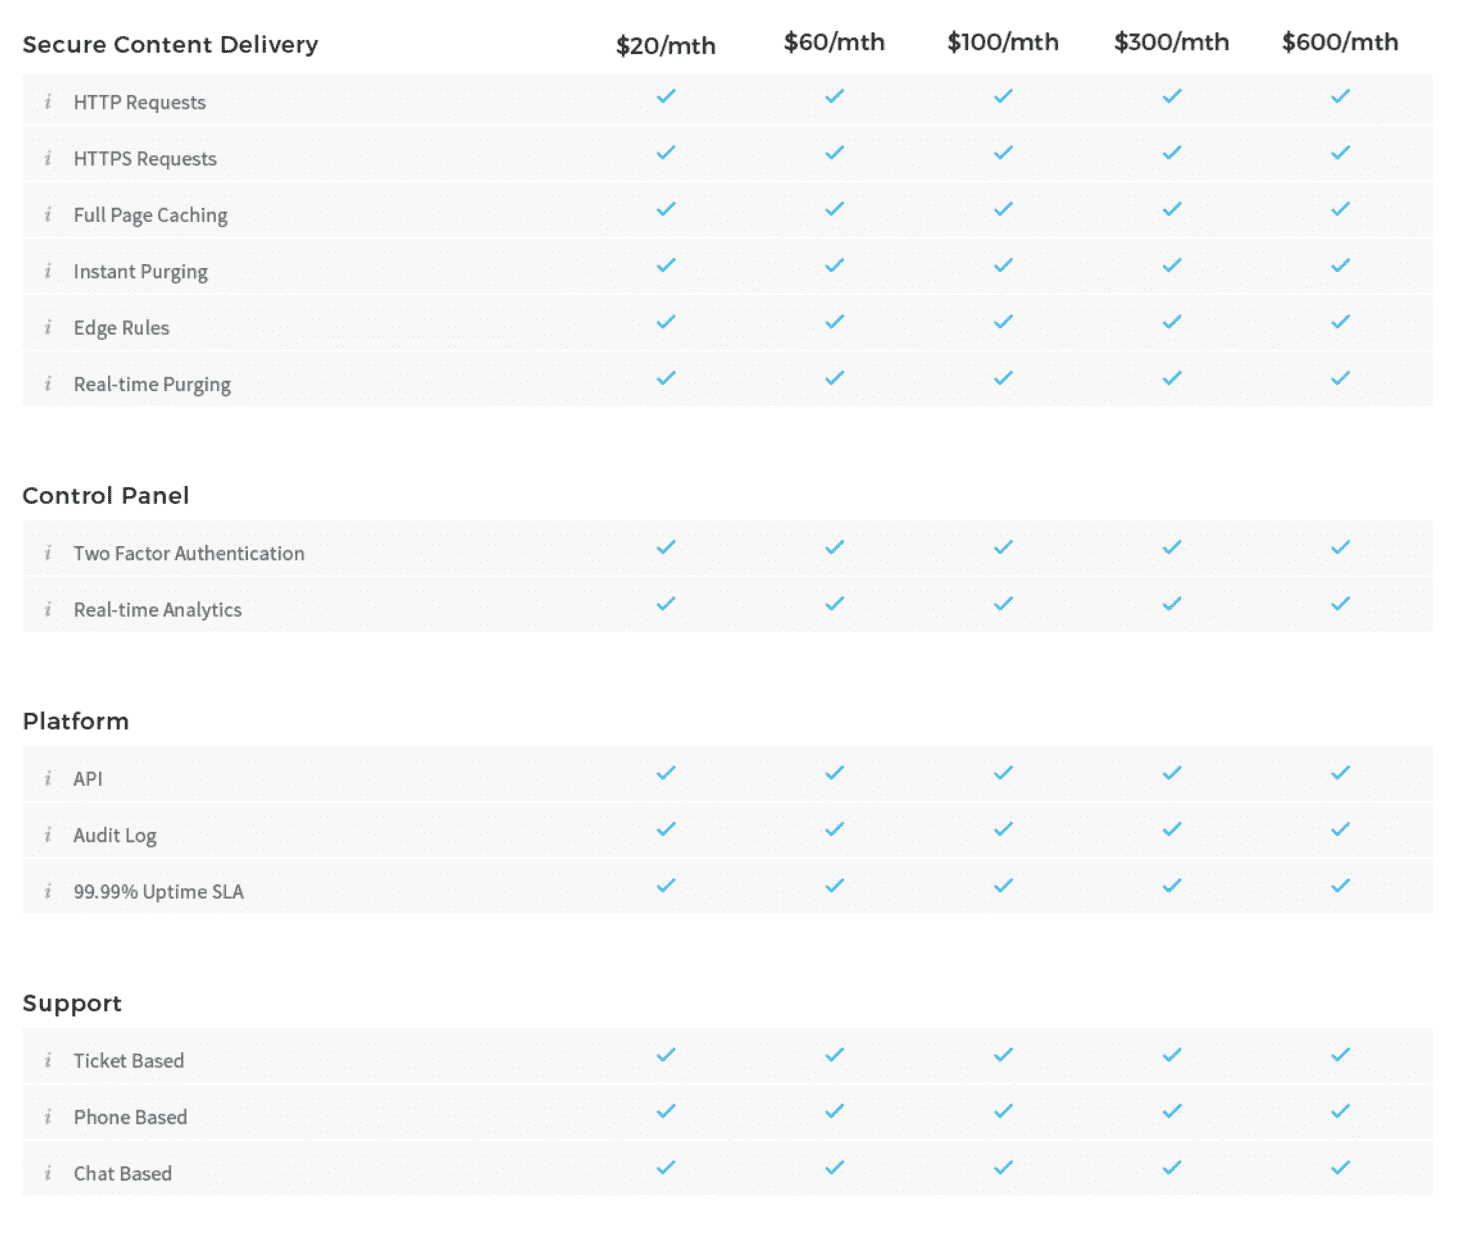 Secure Content Delivery $20/mth $60/mth $100/mth $300/mth $600/mth
i HTTP Requests ✓ ✓ ✓ ✓ ✓
i HTTPS Requests ✓ ✓ ✓ ✓ ✓
i Full Page Caching ✓ ✓ ✓ ✓ ✓
i Instant Purging ✓ ✓ ✓ ✓ ✓
i Edge Rules ✓ ✓ ✓ ✓ ✓
i Real-time Purging ✓ ✓ ✓ ✓ ✓
Control Panel
i Two Factor Authentication ✓ ✓ ✓ ✓ ✓
i Real-time Analytics ✓ ✓ ✓ ✓ ✓
Platform
i API ✓ ✓ ✓ ✓ ✓
i Audit Log ✓ ✓ ✓ ✓ ✓
i 99.99% Uptime SLA ✓ ✓ ✓ ✓ ✓
Support
i Ticket Based ✓ ✓ ✓ ✓ ✓
i Phone Based ✓ ✓ ✓ ✓ ✓
i Chat Based ✓ ✓ ✓ ✓ ✓